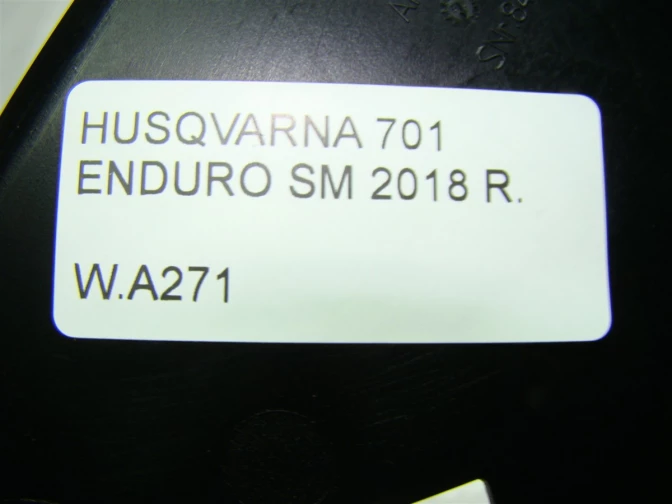 HUSQVARNA 701
ENDURO SM 2018 R.
W.A271